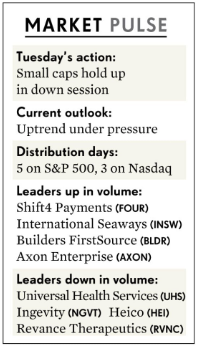 MARKET PULSE
Tuesday's action:
Small caps hold up
in down session
Current outlook:
Uptrend under pressure
Distribution days:
5 on S&P 500, 3 on Nasdaq
Leaders up in volume:
Shift4 Payments (FOUR)
International Seaways (INSW)
Builders FirstSource (BLDR)
Axon Enterprise (AXON)
Leaders down in volume:
Universal Health Services (UHS)
Ingevity (NGVT) Heico (HEI)
Revance Therapeutics (RVNC)